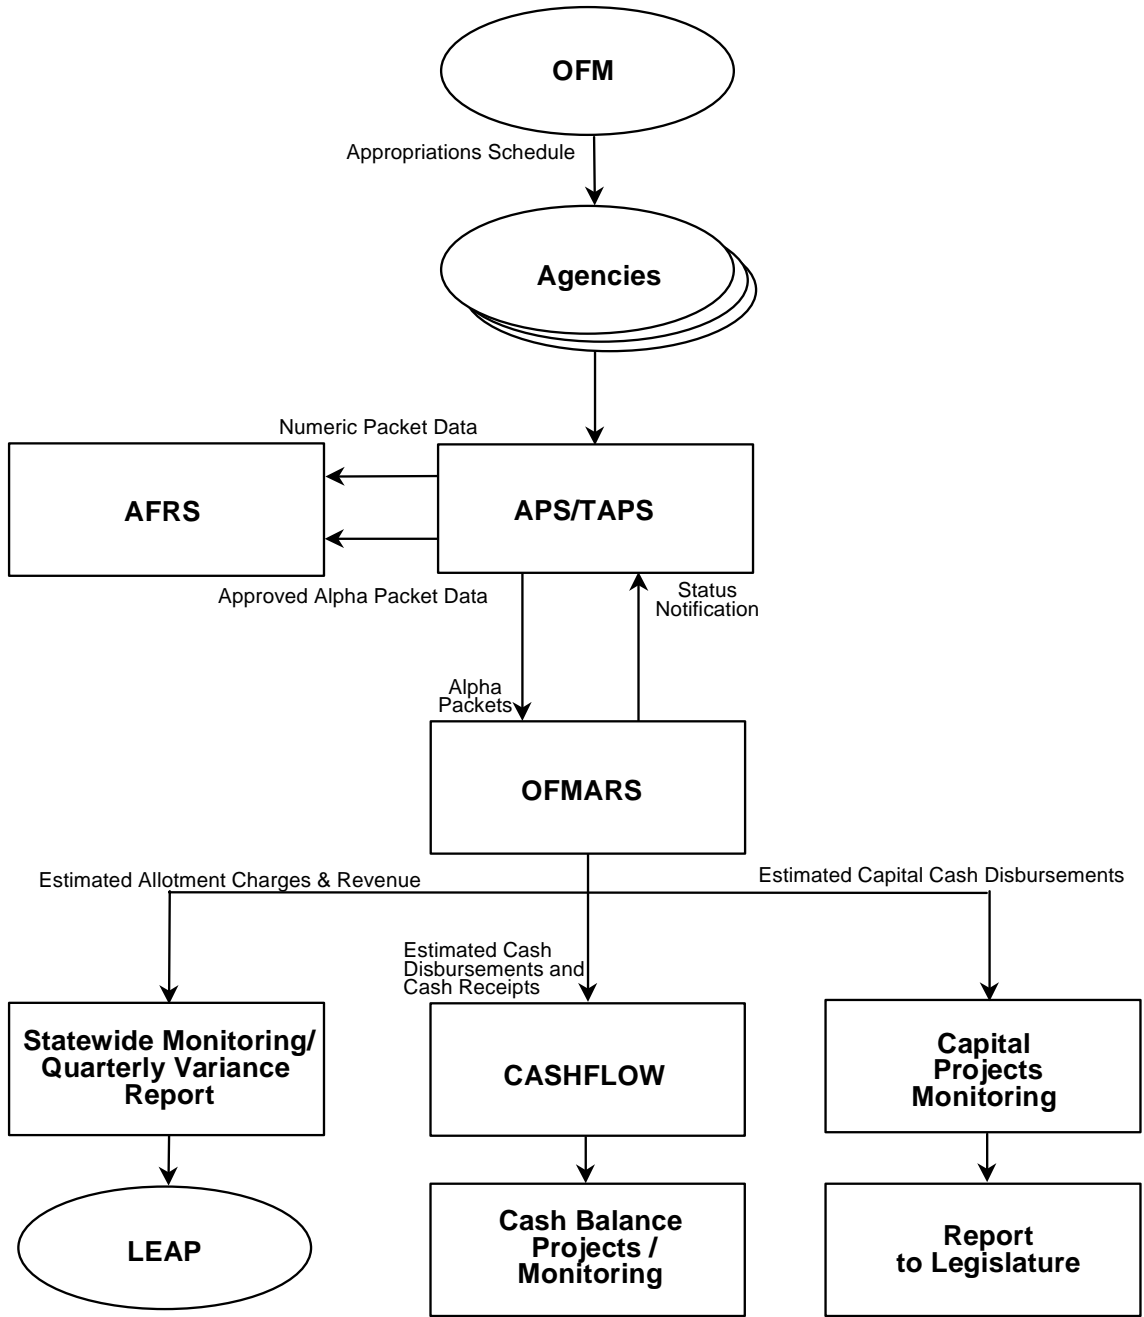 OFM
Appropriations Schedule
Agencies
Numeric Packet Data
AFRS
APS/TAPS
Approved Alpha Packet Data
Status
Notification
Alpha
Packets
OFMARS
Estimated Allotment Charges & Revenue
Estimated Capital Cash Disbursements
Estimated Cash
Disbursements and
Cash Receipts
Statewide Monitoring/
Quarterly Variance
Report
CASHFLOW
Capital
Projects
Monitoring
LEAP
Cash Balance
Projects /
Monitoring
Report
to Legislature